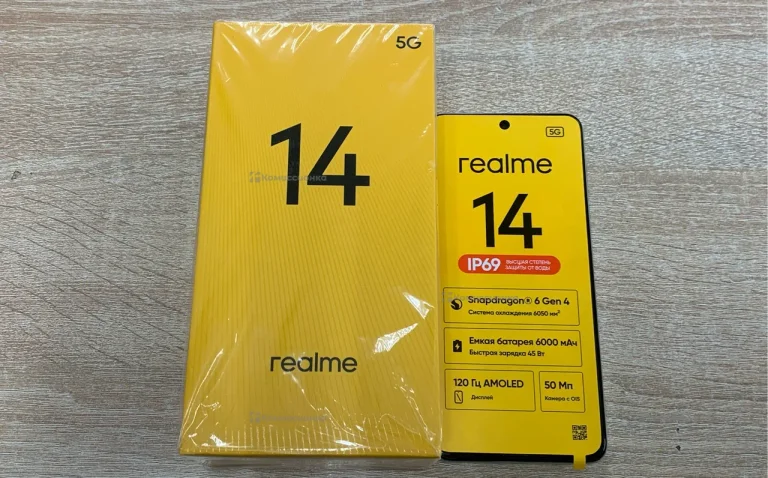 5G
14
Комиссионка
realme
5G
realme
14
IP69 ВЫСШАЯ СТЕПЕНЬ
ЗАЩИТЫ ОТ ВОДЫ
Snapdragon® 6 Gen 4
Система охлаждения 6050 мм²
Емкая батарея 6000 мАч
Быстрая зарядка 45 Вт
120 Гц AMOLED
Дисплей
50 Мп
Камера с OIS